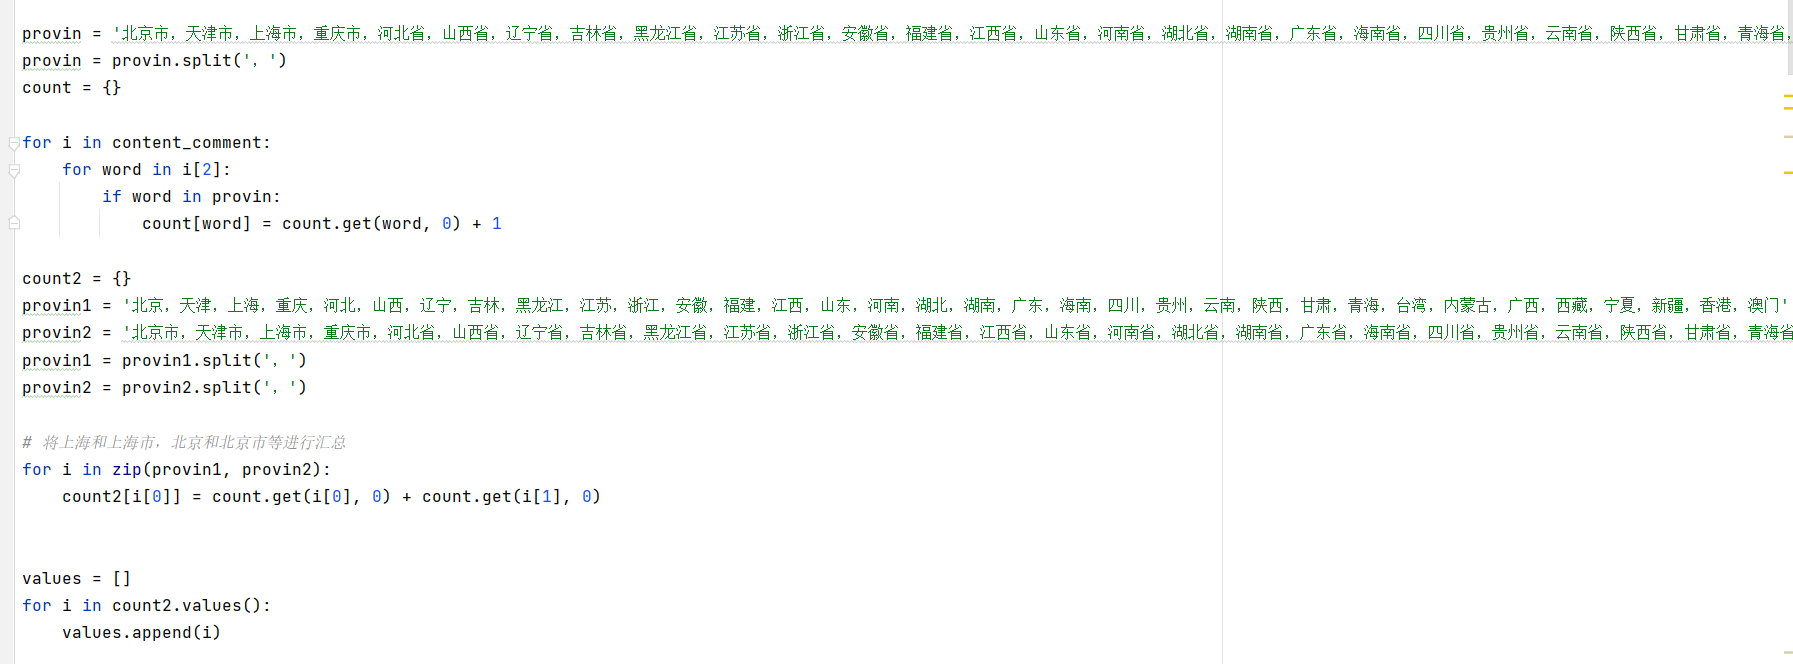 provin = '北京市，天津市，上海市，重庆市，河北省，山西省，辽宁省，吉林省，黑龙江省，江苏省，浙江省，安徽省，福建省，江西省，山东省，河南省，湖北省，湖南省，广东省，海南省，四川省，贵州省，云南省，陕西省，甘肃省，青海省，
provin = provin.split('，')
count = {}
for i in content_comment:
    for word in i[2]:
        if word in provin:
            count[word] = count.get(word, 0) + 1
count2 = {}
provin1 = '北京，天津，上海，重庆，河北，山西，辽宁，吉林，黑龙江，江苏，浙江，安徽，福建，江西，山东，河南，湖北，湖南，广东，海南，四川，贵州，云南，陕西，甘肃，青海，台湾，内蒙古，广西，西藏，宁夏，新疆，香港，澳门'
provin2 = '北京市，天津市，上海市，重庆市，河北省，山西省，辽宁省，吉林省，黑龙江省，江苏省，浙江省，安徽省，福建省，江西省，山东省，河南省，湖北省，湖南省，广东省，海南省，四川省，贵州省，云南省，陕西省，甘肃省，青海省
provin1 = provin1.split('，')
provin2 = provin2.split('，')
# 将上海和上海市，北京和北京市等进行汇总
for i in zip(provin1, provin2):
    count2[i[0]] = count.get(i[0], 0) + count.get(i[1], 0)
values = []
for i in count2.values():
    values.append(i)